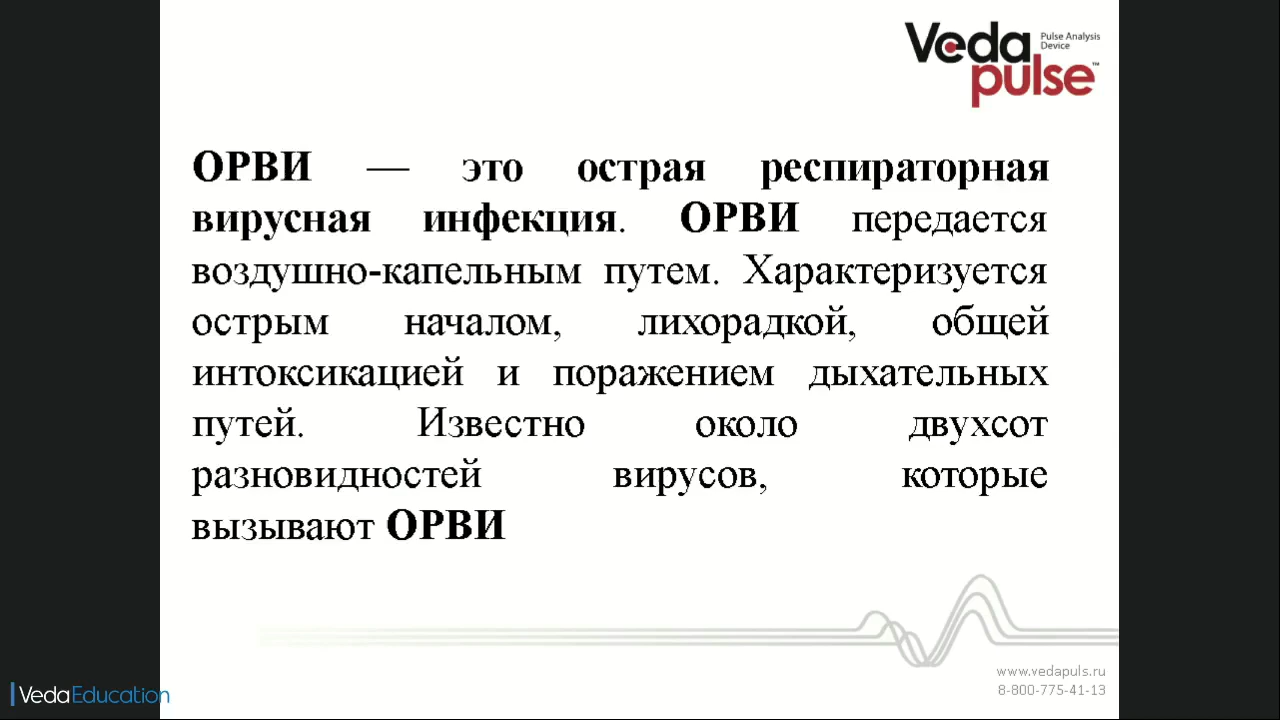 Veda
Pulse Analysis
Device
pulse™
ОРВИ — это острая респираторная
вирусная инфекция. ОРВИ передается
воздушно-капельным путем. Характеризуется
острым началом, лихорадкой, общей
интоксикацией и поражением дыхательных
путей. Известно около двухсот
разновидностей вирусов, которые
вызывают ОРВИ
www.vedapuls.ru
8-800-775-41-13
VedaEducation